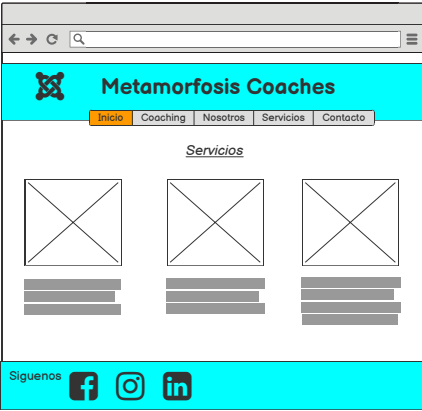 Metamorfosis Coaches
Inicio Coaching Nosotros Servicios Contacto
Servicios
Siguenos